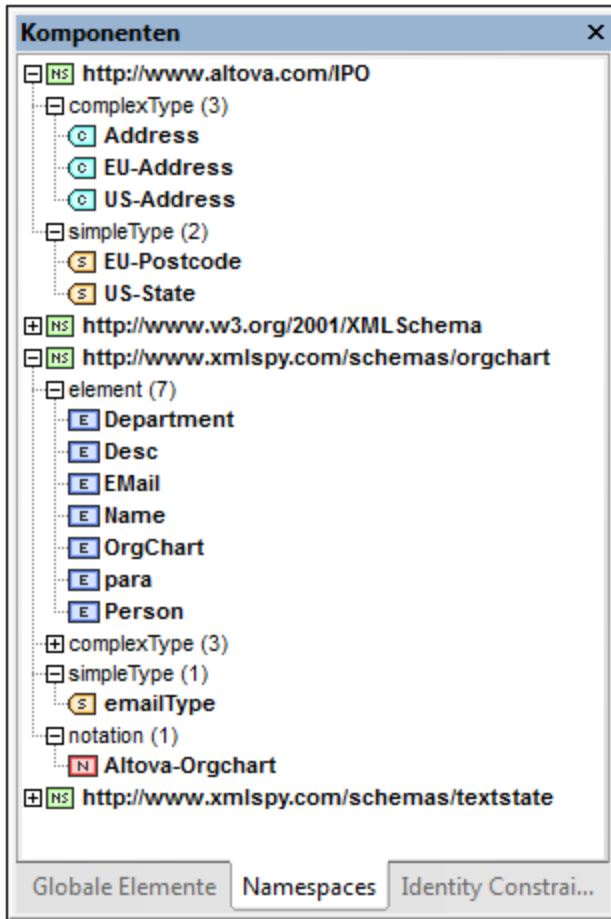 Komponenten ×
NS http://www.altova.com/IPO
complexType (3)
C Address
C EU-Address
C US-Address
simpleType (2)
S EU-Postcode
S US-State
NS http://www.w3.org/2001/XMLSchema
NS http://www.xmlspy.com/schemas/orgchart
element (7)
E Department
E Desc
E EMail
E Name
E OrgChart
E para
E Person
complexType (3)
simpleType (1)
S emailType
notation (1)
N Altova-Orgchart
NS http://www.xmlspy.com/schemas/textstate
Globale Elemente Namespaces Identity Constrai...